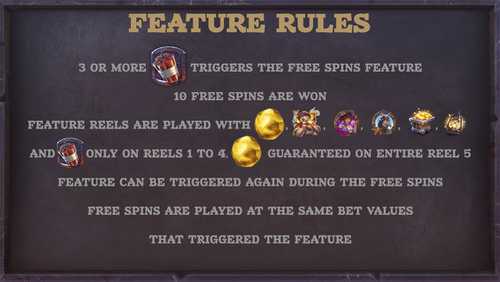 FEATURE RULES
3 OR MORE TRIGGERS THE FREE SPINS FEATURE
10 FREE SPINS ARE WON
FEATURE REELS ARE PLAYED WITH , , , , ,
AND ONLY ON REELS 1 TO 4. GUARANTEED ON ENTIRE REEL 5
FEATURE CAN BE TRIGGERED AGAIN DURING THE FREE SPINS
FREE SPINS ARE PLAYED AT THE SAME BET VALUES
THAT TRIGGERED THE FEATURE